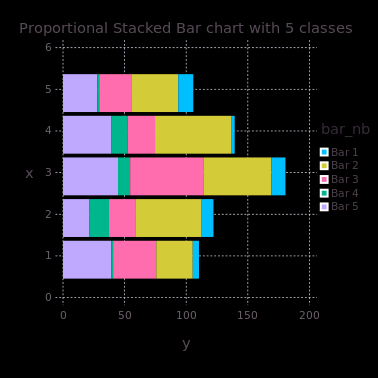 Proportional Stacked Bar chart with 5 classes
6
5
4
3
2
1
0
x
0 50 100 150 200
y
bar_nb
Bar 1
Bar 2
Bar 3
Bar 4
Bar 5